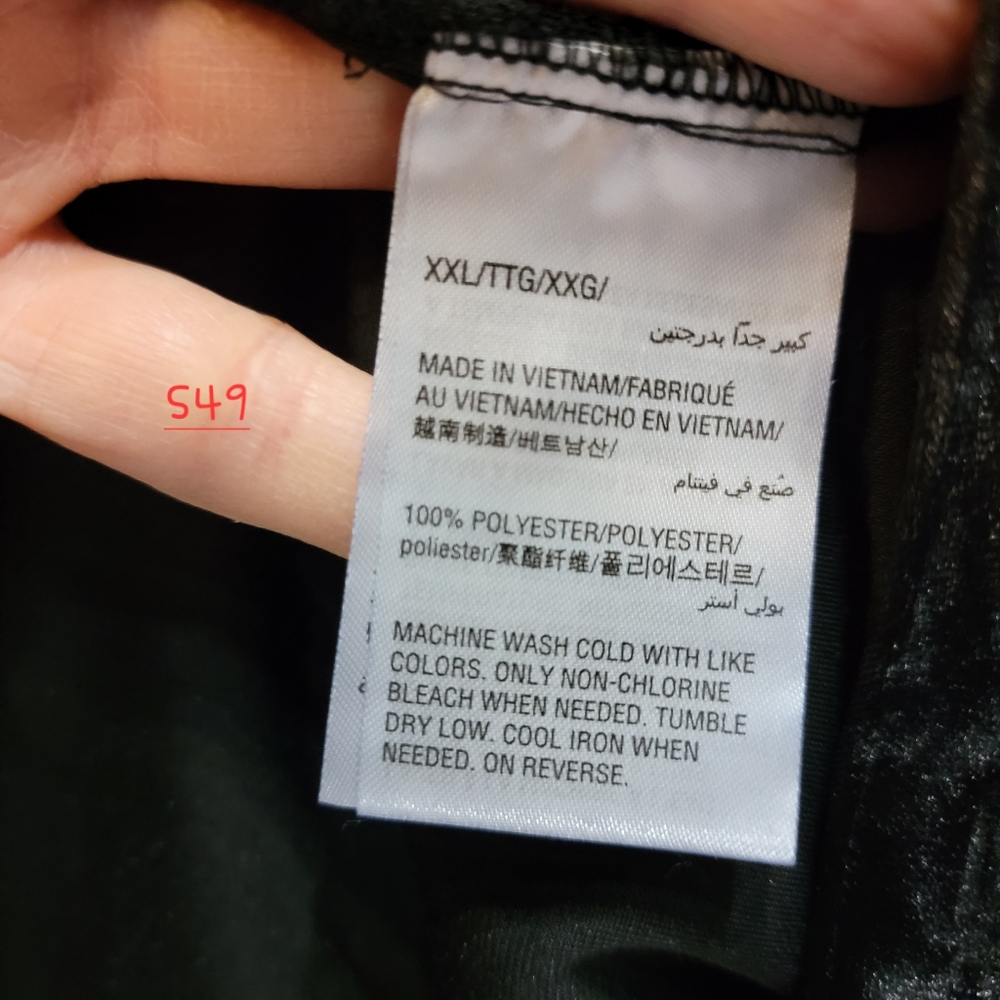 XXL/TTG/XXG/
كبير جدًا بدرجتين
MADE IN VIETNAM/FABRIQUÉ
AU VIETNAM/HECHO EN VIETNAM/
越南制造/베트남산/
صُنع في فيتنام
100% POLYESTER/POLYESTER/
poliester/聚酯纤维/폴리에스테르/
بولي أستر
MACHINE WASH COLD WITH LIKE
COLORS. ONLY NON-CHLORINE
BLEACH WHEN NEEDED. TUMBLE
DRY LOW. COOL IRON WHEN
NEEDED. ON REVERSE.
S49